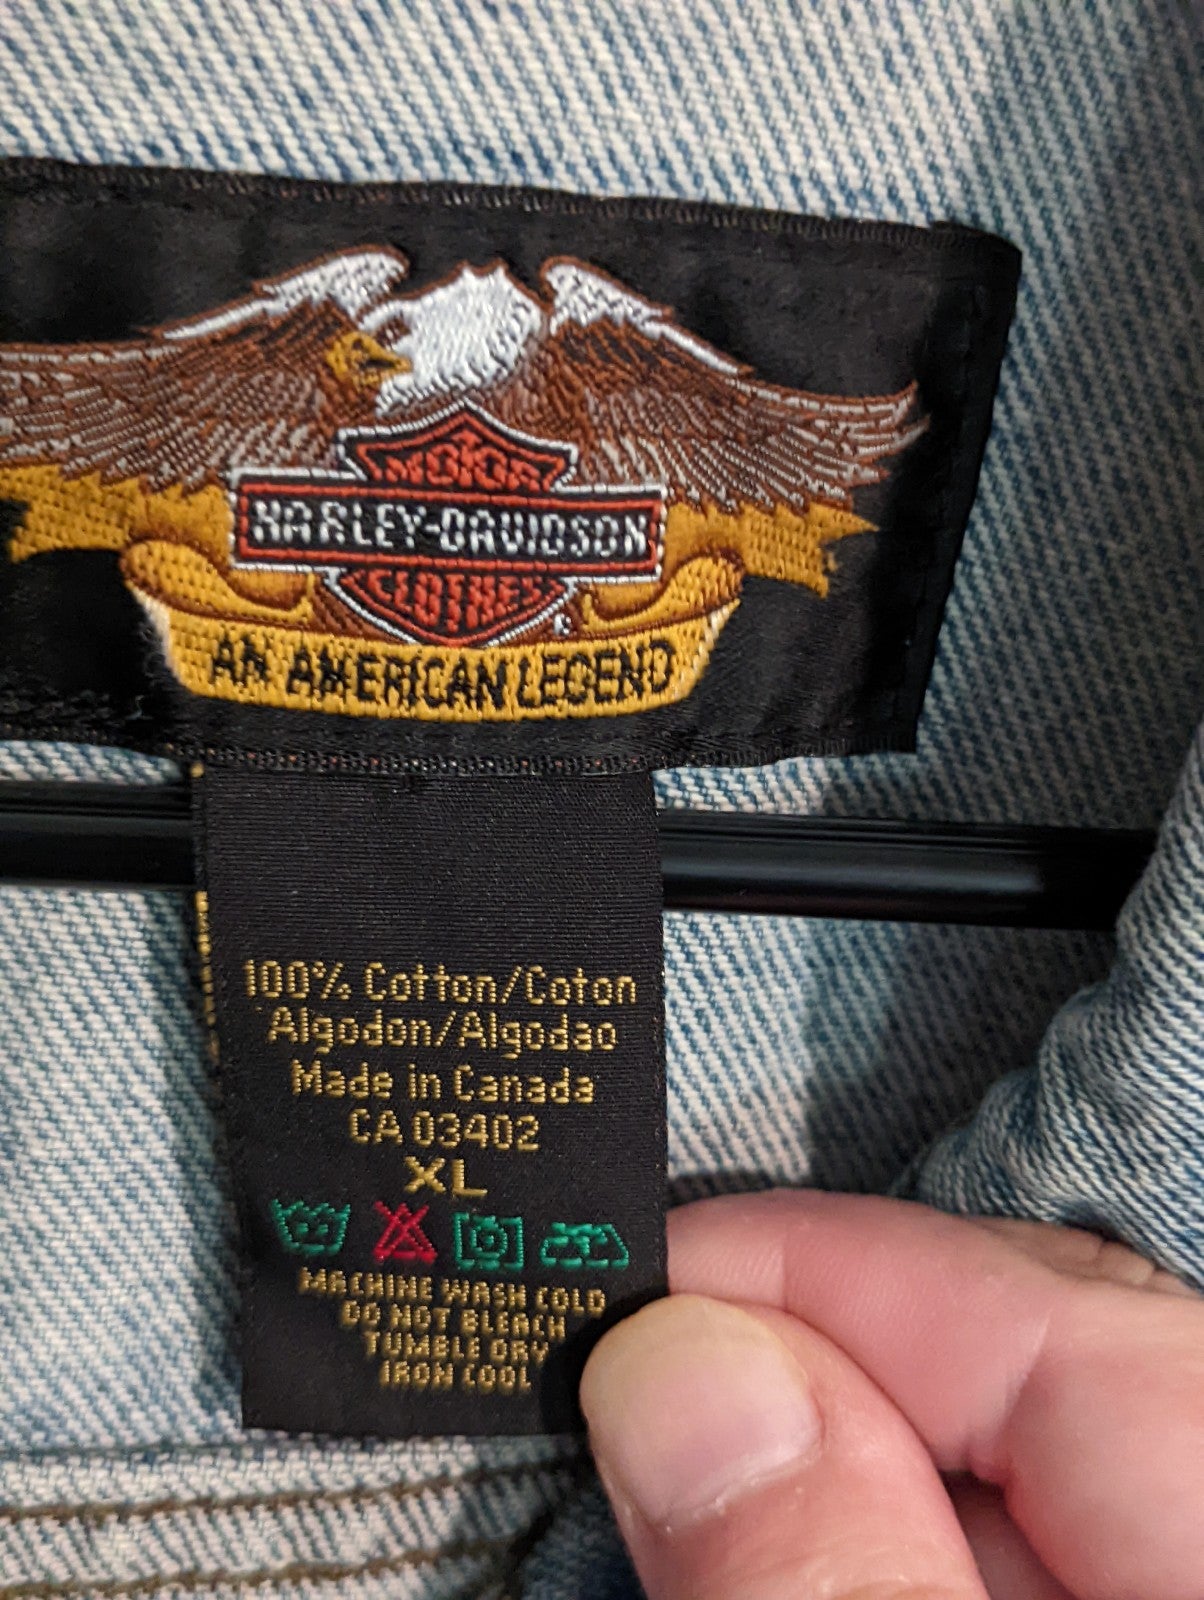 MOTOR
HARLEY-DAVIDSON
CLOTHES
®
AN AMERICAN LEGEND
100% Cotton/Coton
Algodon/Algodao
Made in Canada
CA 03402
XL
MACHINE WASH COLD
DO NOT BLEACH
TUMBLE DRY
IRON COOL